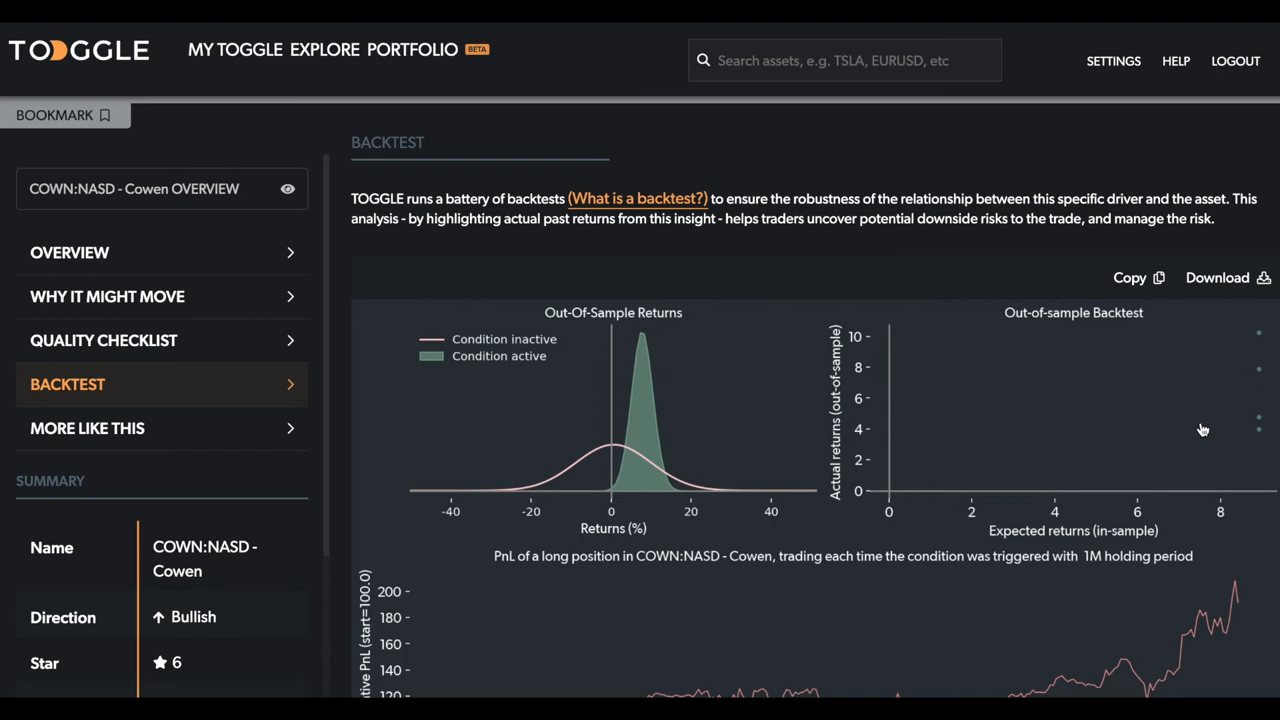 TOGGLE
MY TOGGLE EXPLORE PORTFOLIO BETA
Search assets, e.g. TSLA, EURUSD, etc
SETTINGS HELP LOGOUT
BOOKMARK
COWN:NASD - Cowen OVERVIEW
OVERVIEW
WHY IT MIGHT MOVE
QUALITY CHECKLIST
BACKTEST
MORE LIKE THIS
SUMMARY
Name COWN:NASD -
Cowen
Direction Bullish
Star 6
BACKTEST
TOGGLE runs a battery of backtests (What is a backtest?) to ensure the robustness of the relationship between this specific driver and the asset. This
analysis - by highlighting actual past returns from this insight - helps traders uncover potential downside risks to the trade, and manage the risk.
Copy Download
Out-Of-Sample Returns
Condition inactive
Condition active
-40 -20 0 20 40
Returns (%)
Out-of-sample Backtest
Actual returns (out-of-sample)
10
8
6
4
2
0
0 2 4 6 8
Expected returns (in-sample)
PnL of a long position in COWN:NASD - Cowen, trading each time the condition was triggered with 1M holding period
PnL (start=100.0)
200
180
160
140
120